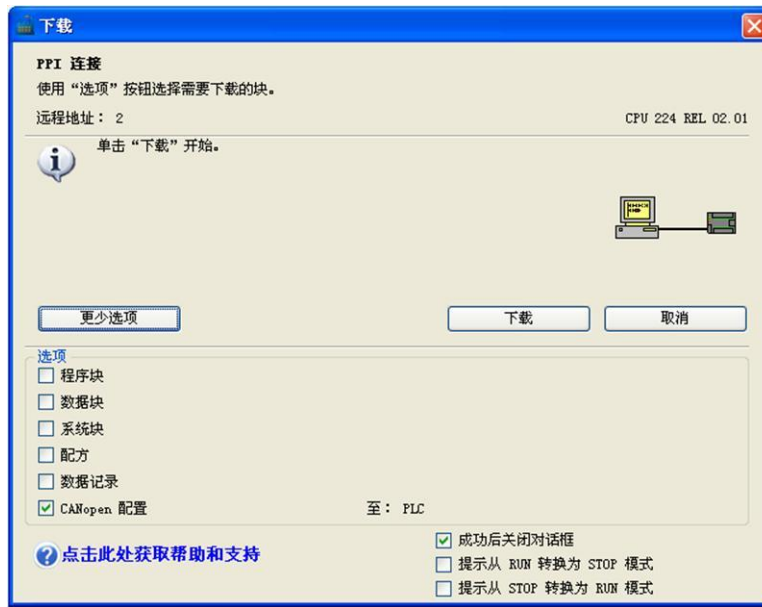 下载
PPI 连接
使用“选项”按钮选择需要下载的块。
远程地址： 2
CPU 224 REL 02.01
单击“下载”开始。
更少选项
下载
取消
选项
程序块
数据块
系统块
配方
数据记录
CANopen 配置
至： PLC
点击此处获取帮助和支持
成功后关闭对话框
提示从 RUN 转换为 STOP 模式
提示从 STOP 转换为 RUN 模式